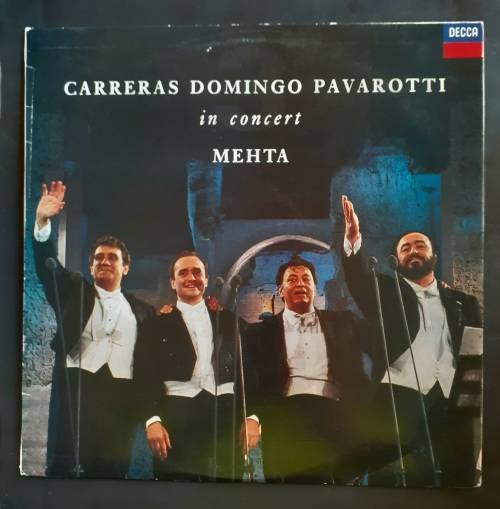 DECCA
CARRERAS DOMINGO PAVAROTTI
in concert
MEHTA